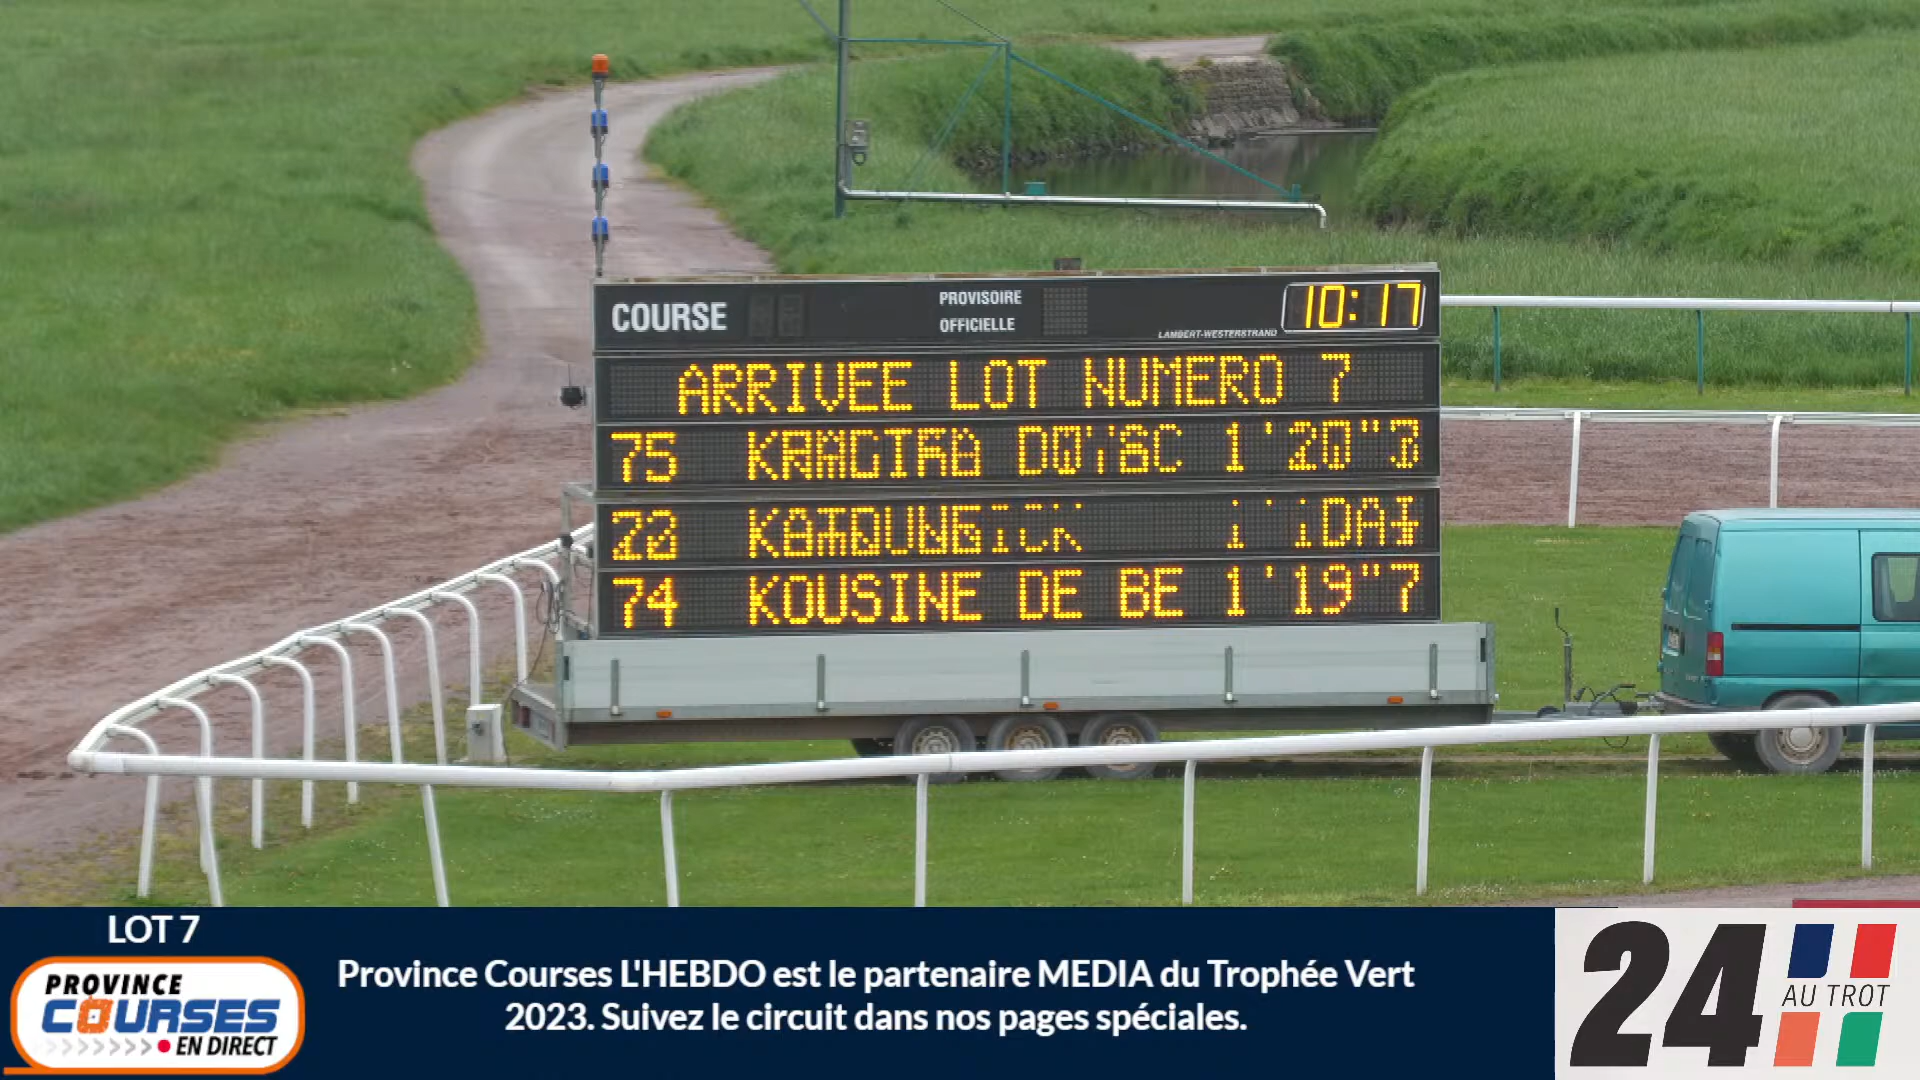 COURSE
PROVISOIRE
OFFICIELLE
LAMBERT-WESTERSTRAND
10:17
ARRIVEE LOT NUMERO 7
75
74 KOUSINE DE BE 1'19"7
LOT 7
PROVINCE
COURSES
EN DIRECT
Province Courses L'HEBDO est le partenaire MEDIA du Trophée Vert
2023. Suivez le circuit dans nos pages spéciales.
24
AU TROT